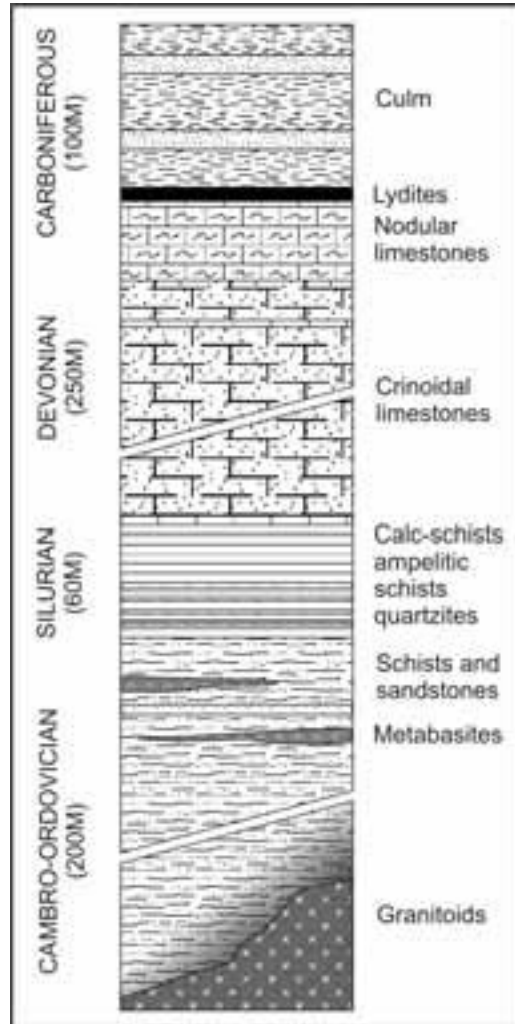 CARBONIFEROUS
(100M)
DEVONIAN
(250M)
SILURIAN
(60M)
CAMBRO-ORDOVICIAN
(200M)
Culm
Lydites
Nodular
limestones
Crinoidal
limestones
Calc-schists
ampelitic
schists
quartzites
Schists and
sandstones
Metabasites
Granitoids